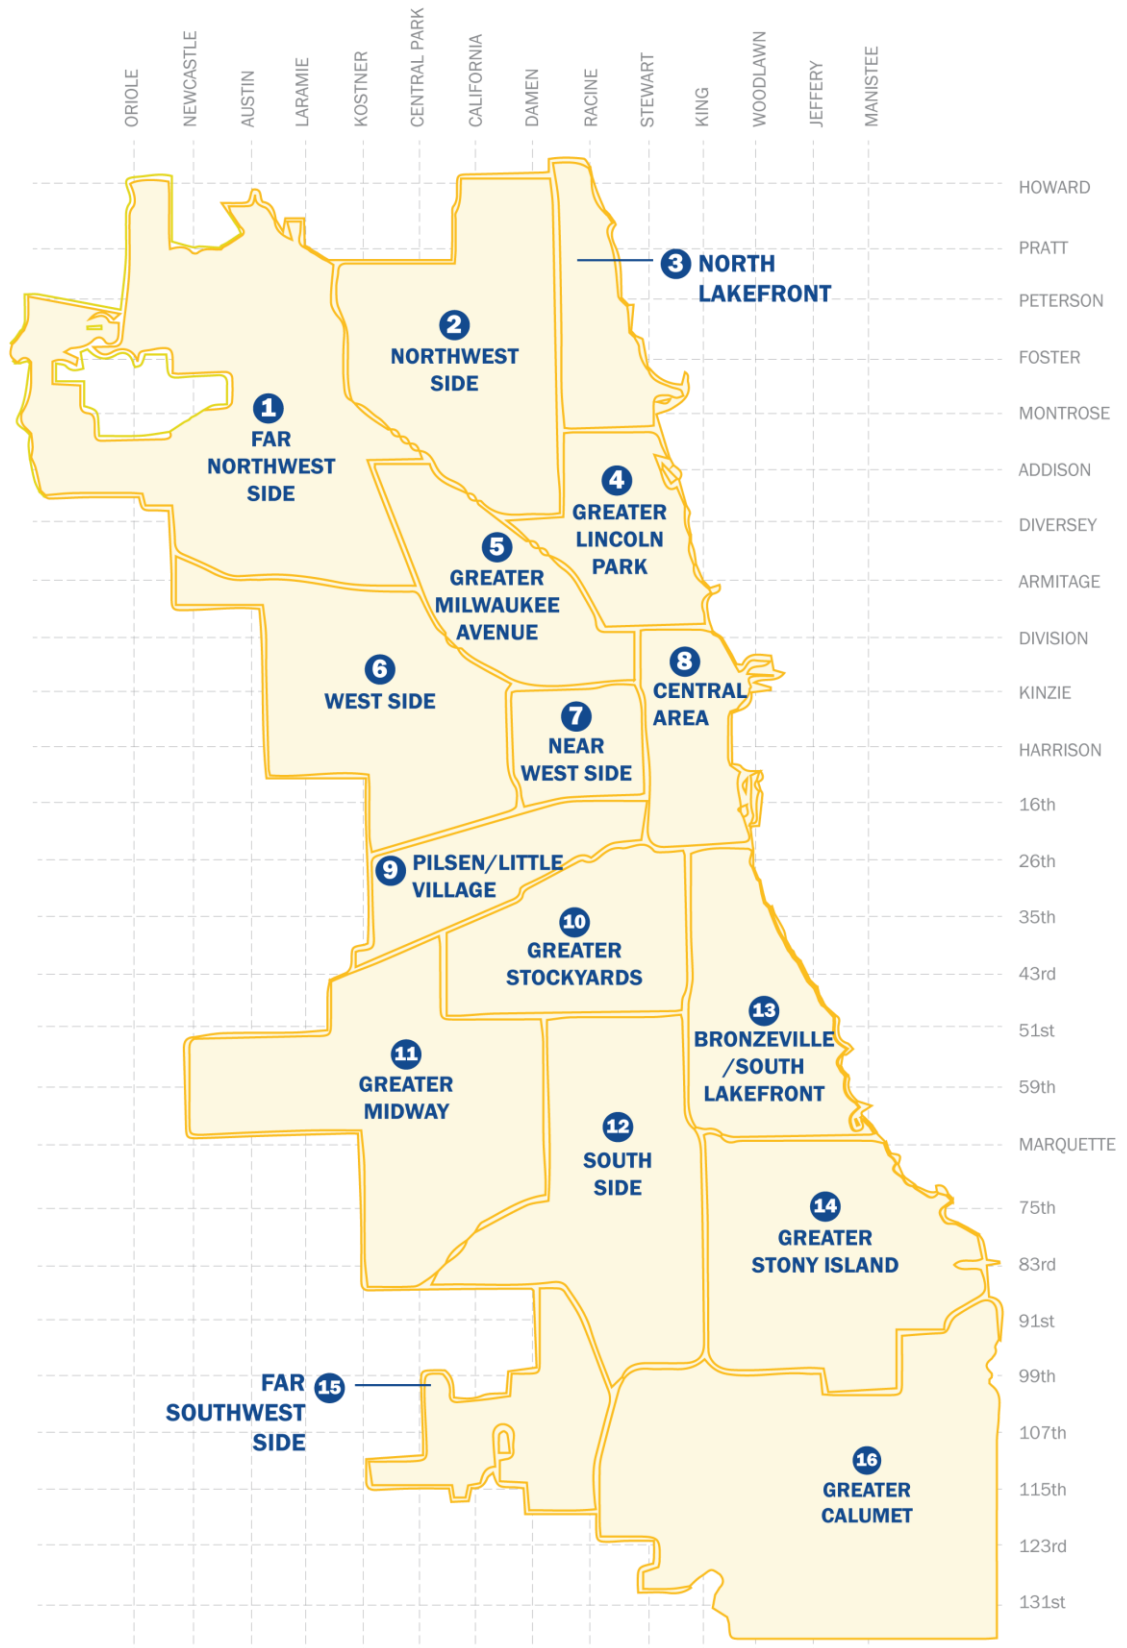 ORIOLE
NEWCASTLE
AUSTIN
LARAMIE
KOSTNER
CENTRAL PARK
CALIFORNIA
DAMEN
RACINE
STEWART
KING
WOODLAWN
JEFFERY
MANISTEE
HOWARD
PRATT
PETERSON
FOSTER
MONTROSE
ADDISON
DIVERSEY
ARMITAGE
DIVISION
KINZIE
HARRISON
16th
26th
35th
43rd
51st
59th
MARQUETTE
75th
83rd
91st
99th
107th
115th
123rd
131st
1
FAR
NORTHWEST
SIDE
2
NORTHWEST
SIDE
3 NORTH
LAKEFRONT
4
GREATER
LINCOLN
PARK
5
GREATER
MILWAUKEE
AVENUE
6
WEST SIDE
7
NEAR
WEST SIDE
8
CENTRAL
AREA
9 PILSEN/LITTLE
VILLAGE
10
GREATER
STOCKYARDS
11
GREATER
MIDWAY
12
SOUTH
SIDE
13
BRONZEVILLE
/SOUTH
LAKEFRONT
14
GREATER
STONY ISLAND
FAR 15
SOUTHWEST
SIDE
16
GREATER
CALUMET